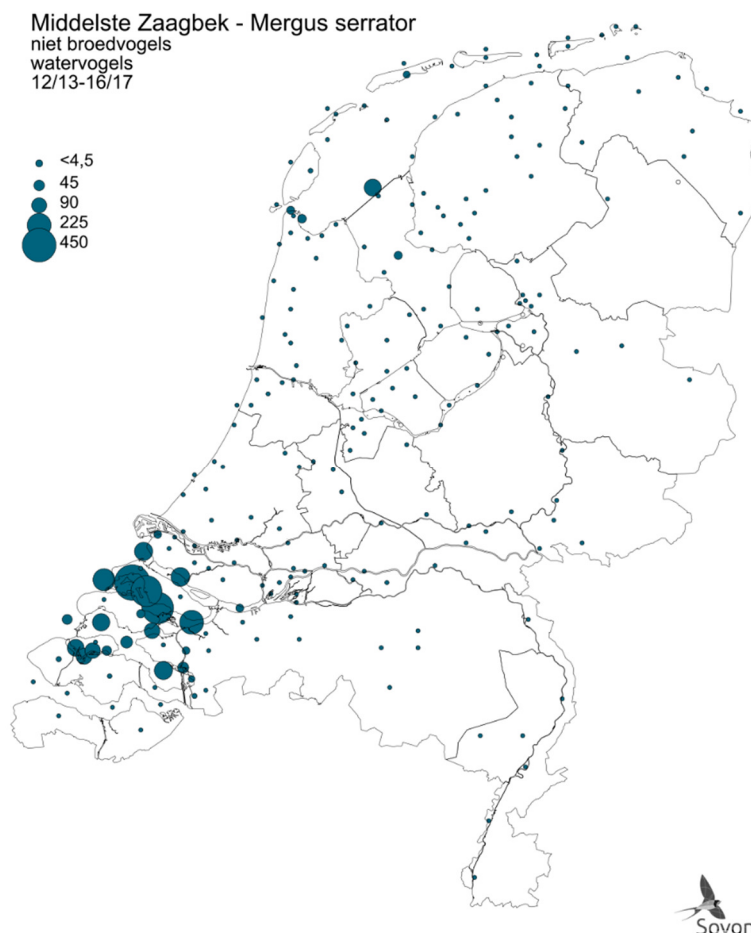 Middelste Zaagbek - Mergus serrator
niet broedvogels
watervogels
12/13-16/17
<4,5
45
90
225
450
Sovon